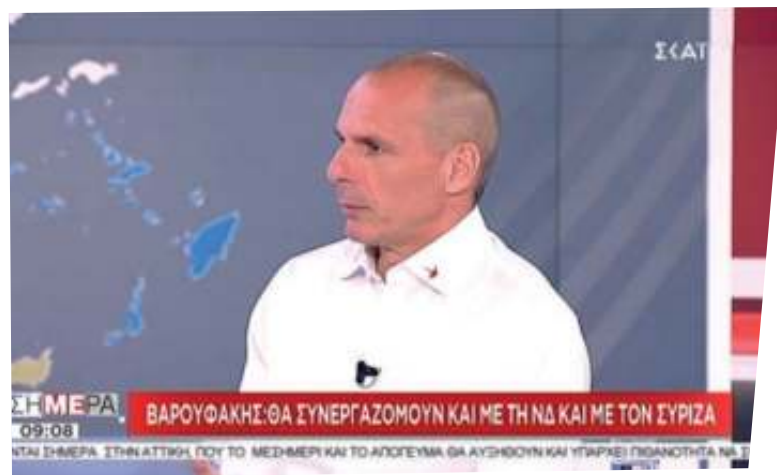 ΣΚΑΪ
ΣΗΜΕΡΑ
ΒΑΡΟΥΦΑΚΗΣ:ΘΑ ΣΥΝΕΡΓΑΖΟΜΟΥΝ ΚΑΙ ΜΕ ΤΗ ΝΔ ΚΑΙ ΜΕ ΤΟΝ ΣΥΡΙΖΑ
09:08
ΝΤΑΙ ΣΗΜΕΡΑ ΣΤΗΝ ΑΤΤΙΚΗ, ΠΟΥ ΤΟ ΜΕΣΗΜΕΡΙ ΚΑΙ ΤΟ ΑΠΟΓΕΥΜΑ ΘΑ ΑΥΞΗΘΟΥΝ ΚΑΙ ΥΠΑΡΧΕΙ ΠΙΘΑΝΟΤΗΤΑ ΝΑ